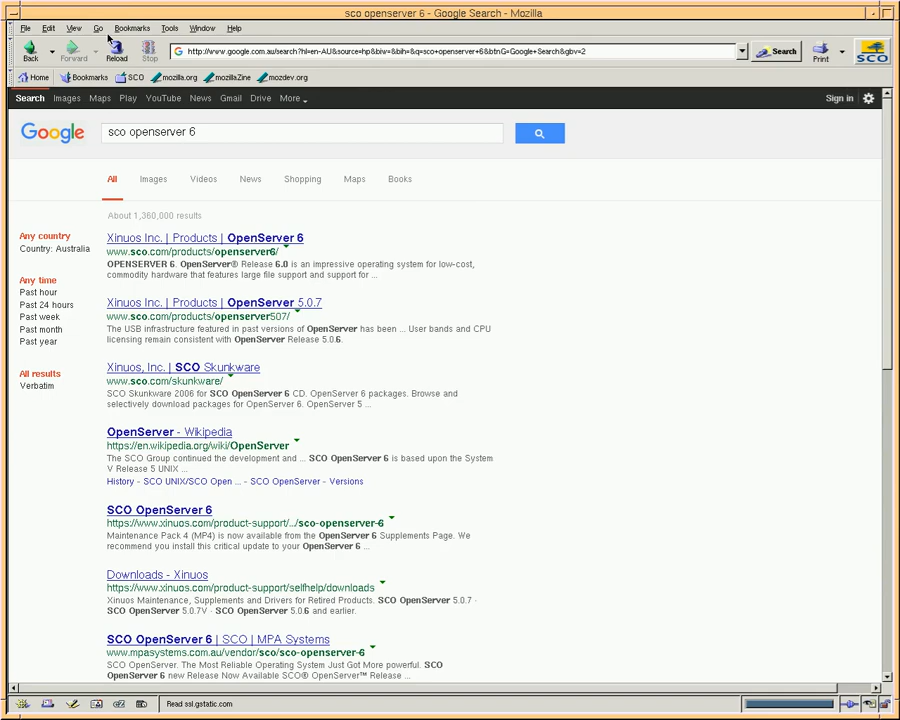 sco openserver 6 - Google Search - Mozilla
File Edit View Go Bookmarks Tools Window Help
Back Forward Reload Stop http://www.google.com.au/search?hl=en-AU&source=hp&biw=&bih=&q=sco+openserver+6&btnG=Google+Search&gbv=2 Search Print SCO
Home Bookmarks SCO mozilla.org mozillaZine mozdev.org
Search Images Maps Play YouTube News Gmail Drive More Sign in
Google sco openserver 6
All Images Videos News Shopping Maps Books
About 1,360,000 results
Any country
Country: Australia
Any time
Past hour
Past 24 hours
Past week
Past month
Past year
All results
Verbatim
Xinuos Inc. | Products | OpenServer 6
www.sco.com/products/openserver6/
OPENSERVER 6. OpenServer® Release 6.0 is an impressive operating system for low-cost,
commodity hardware that features large file support and support for ...
Xinuos Inc. | Products | OpenServer 5.0.7
www.sco.com/products/openserver507/
The USB infrastructure featured in past versions of OpenServer has been ... User bands and CPU
licensing remain consistent with OpenServer Release 5.0.6.
Xinuos, Inc. | SCO Skunkware
www.sco.com/skunkware/
SCO Skunkware 2006 for SCO OpenServer 6 CD. OpenServer 6 packages. Browse and
selectively download packages for OpenServer 6. OpenServer 5 ...
OpenServer - Wikipedia
https://en.wikipedia.org/wiki/OpenServer
The SCO Group continued the development and ... SCO OpenServer 6 is based upon the System
V Release 5 UNIX ...
History - SCO UNIX/SCO Open ... - SCO OpenServer - Versions
SCO OpenServer 6
https://www.xinuos.com/product-support/.../sco-openserver-6
Maintenance Pack 4 (MP4) is now available from the OpenServer 6 Supplements Page. We
recommend you install this critical update to your OpenServer 6 ...
Downloads - Xinuos
https://www.xinuos.com/product-support/selfhelp/downloads
Xinuos Maintenance, Supplements and Drivers for Retired Products. SCO OpenServer 5.0.7 ·
SCO OpenServer 5.0.7V · SCO OpenServer 5.0.6 and earlier.
SCO OpenServer 6 | SCO | MPA Systems
www.mpasystems.com.au/vendor/sco/sco-openserver-6
SCO OpenServer. The Most Reliable Operating System Just Got More powerful. SCO
OpenServer 6 new Release Now Available SCO® OpenServer™ Release ...
Read ssl.gstatic.com